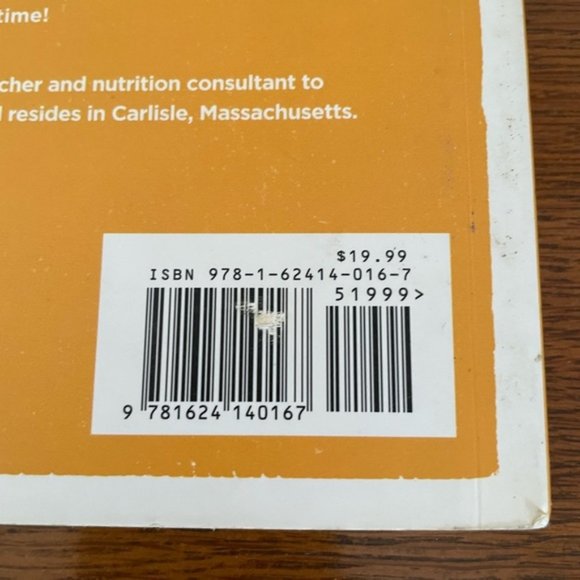 time!
cher and nutrition consultant to
resides in Carlisle, Massachusetts.
$19.99
ISBN 978-1-62414-016-7
51999>
9 781624 140167